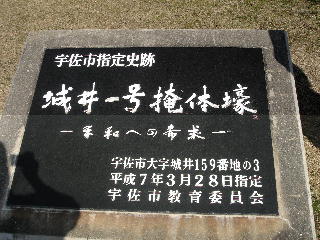 宇佐市指定史跡
城井一号掩体壕
―平和への希求―
宇佐市大字城井159番地の3
平成7年3月28日指定
宇佐市教育委員会